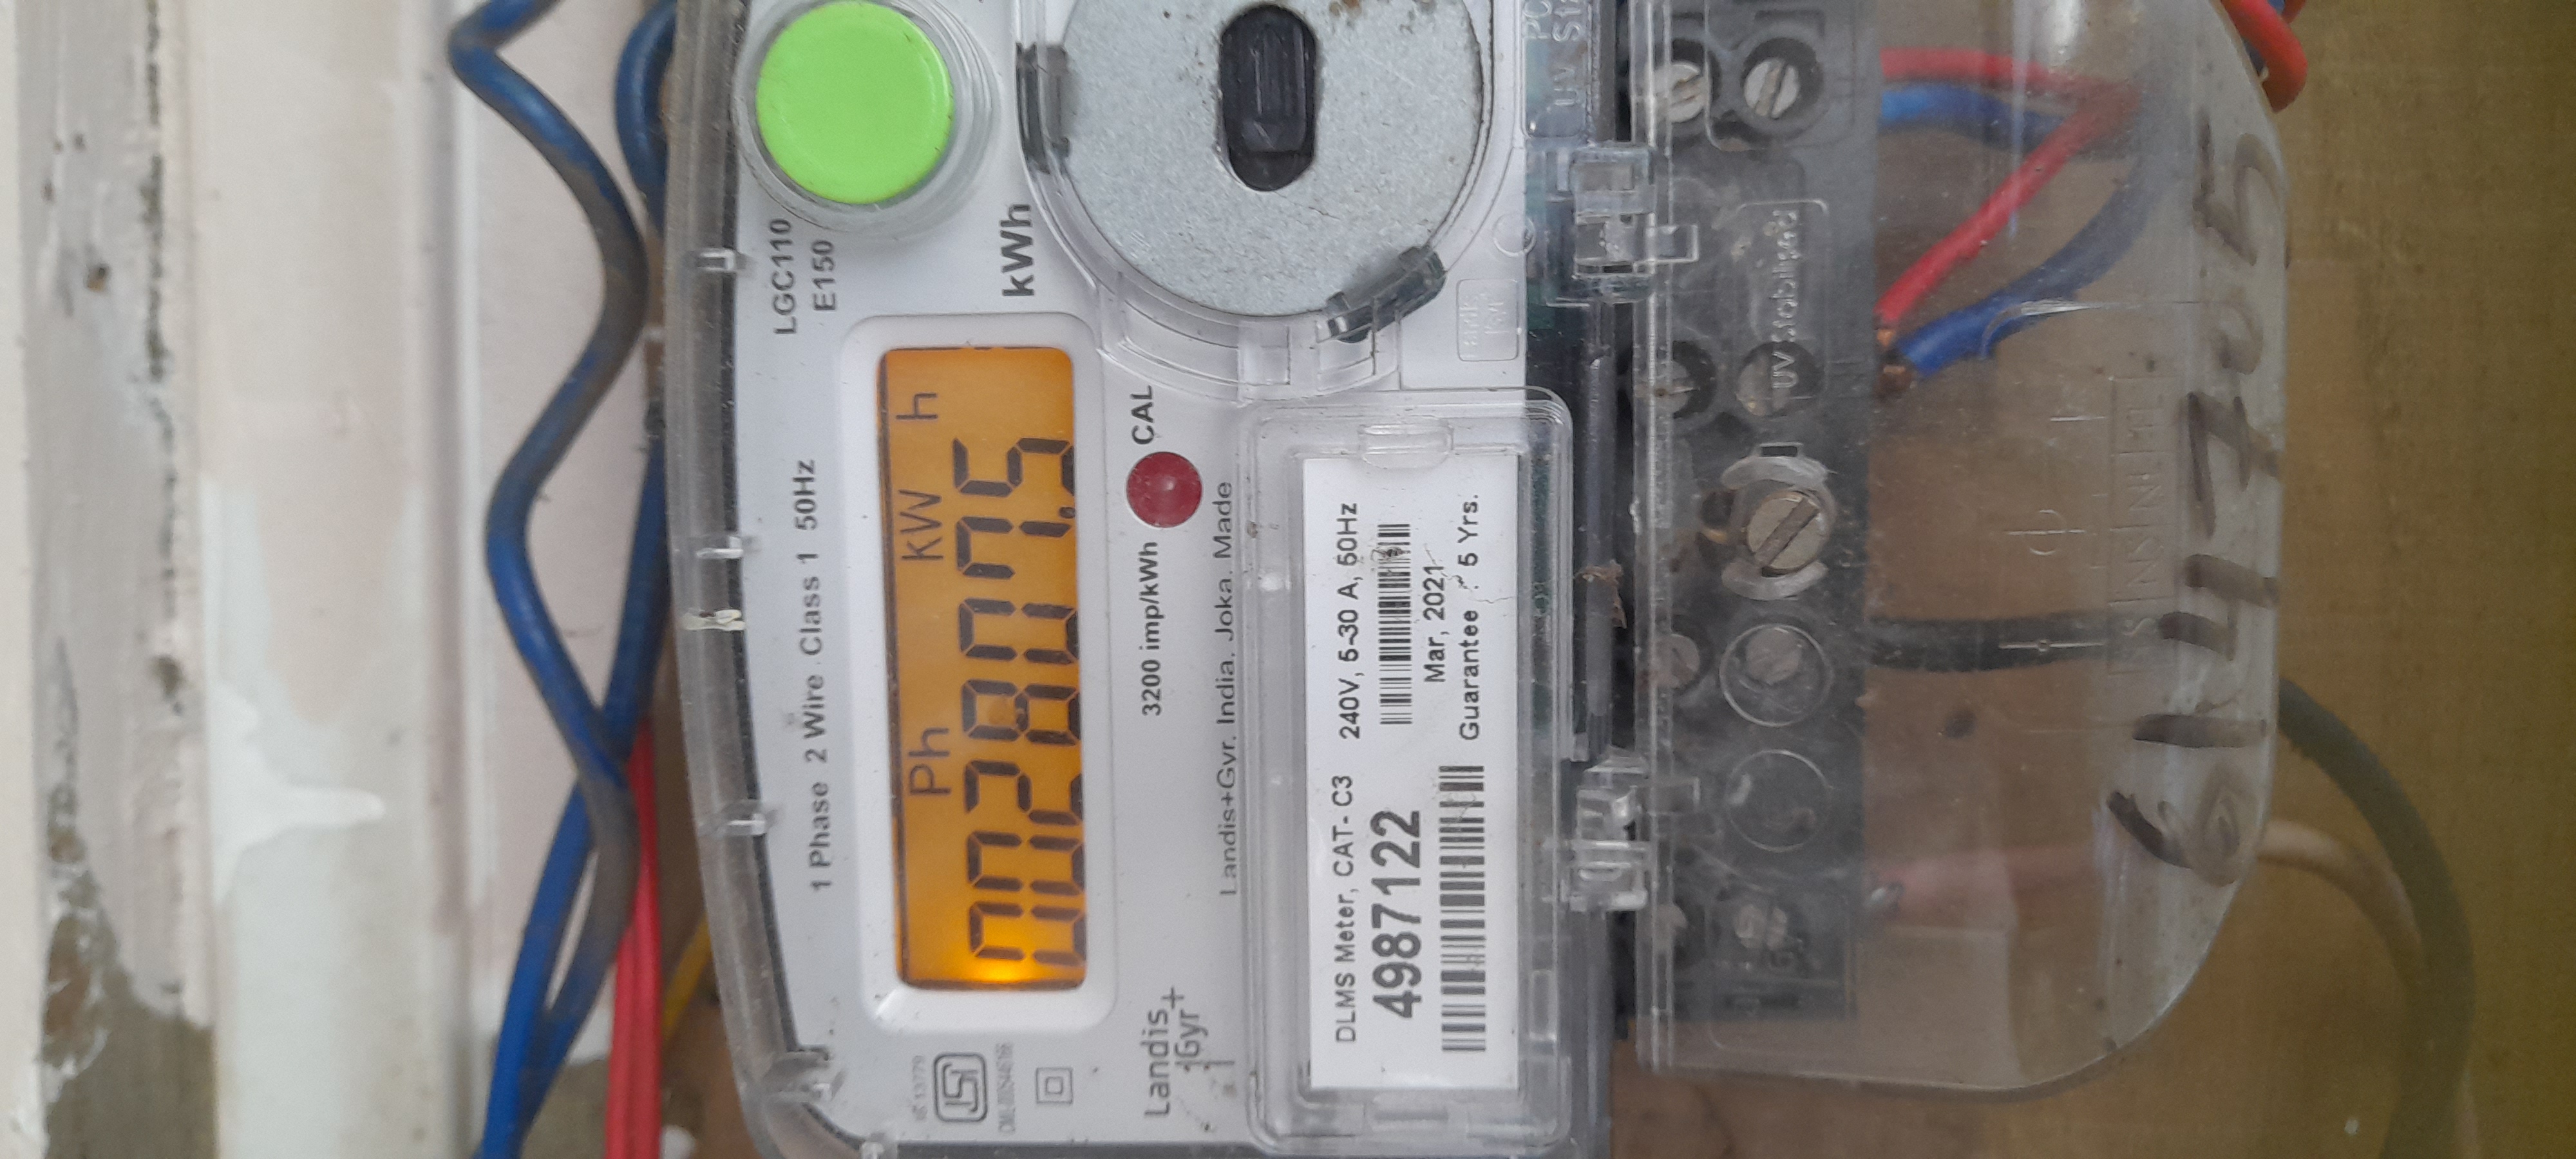 LGC110
E150
kWh
1 Phase 2 Wire Class 1 50Hz
Ph kW h
002807.5
3200 imp/kWh CAL
Landis+Gyr, India, Joka, Made
Landis
Gyr+
DLMS Meter, CAT- C3 240V, 5-30 A, 50Hz
4987122
Mar, 2021
Guarantee : 5 Yrs.
UV Stabilised